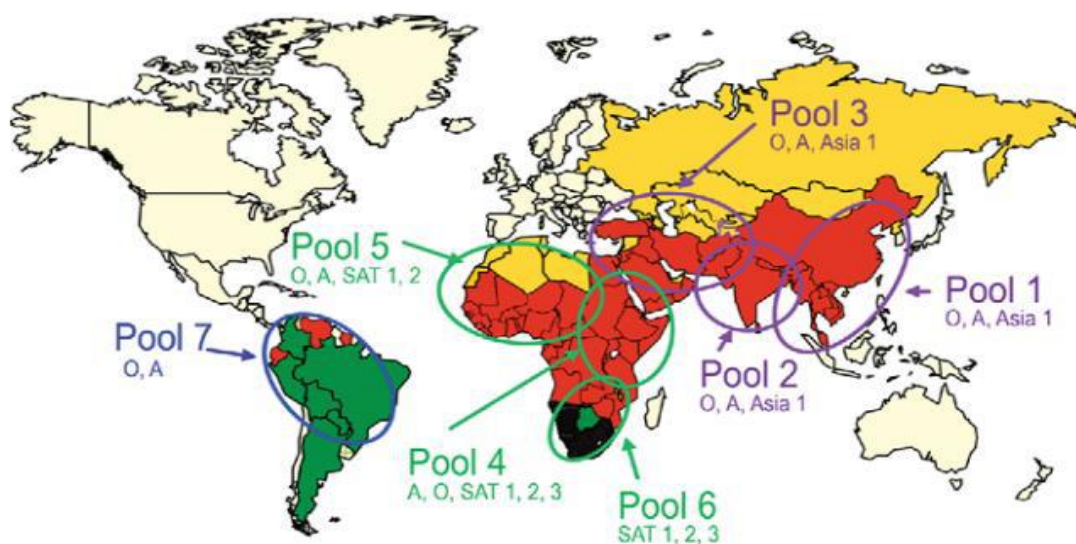 Pool 3
O, A, Asia 1
Pool 5
O, A, SAT 1, 2
Pool 1
O, A, Asia 1
Pool 7
O, A
Pool 2
O, A, Asia 1
Pool 4
A, O, SAT 1, 2, 3
Pool 6
SAT 1, 2, 3